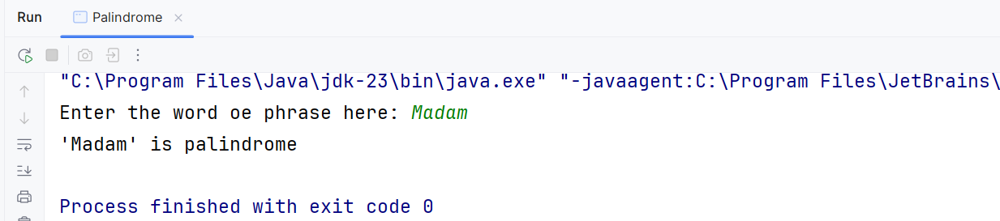 Run Palindrome
"C:\Program Files\Java\jdk-23\bin\java.exe" "-javaagent:C:\Program Files\JetBrains\
Enter the word oe phrase here: Madam
'Madam' is palindrome
Process finished with exit code 0